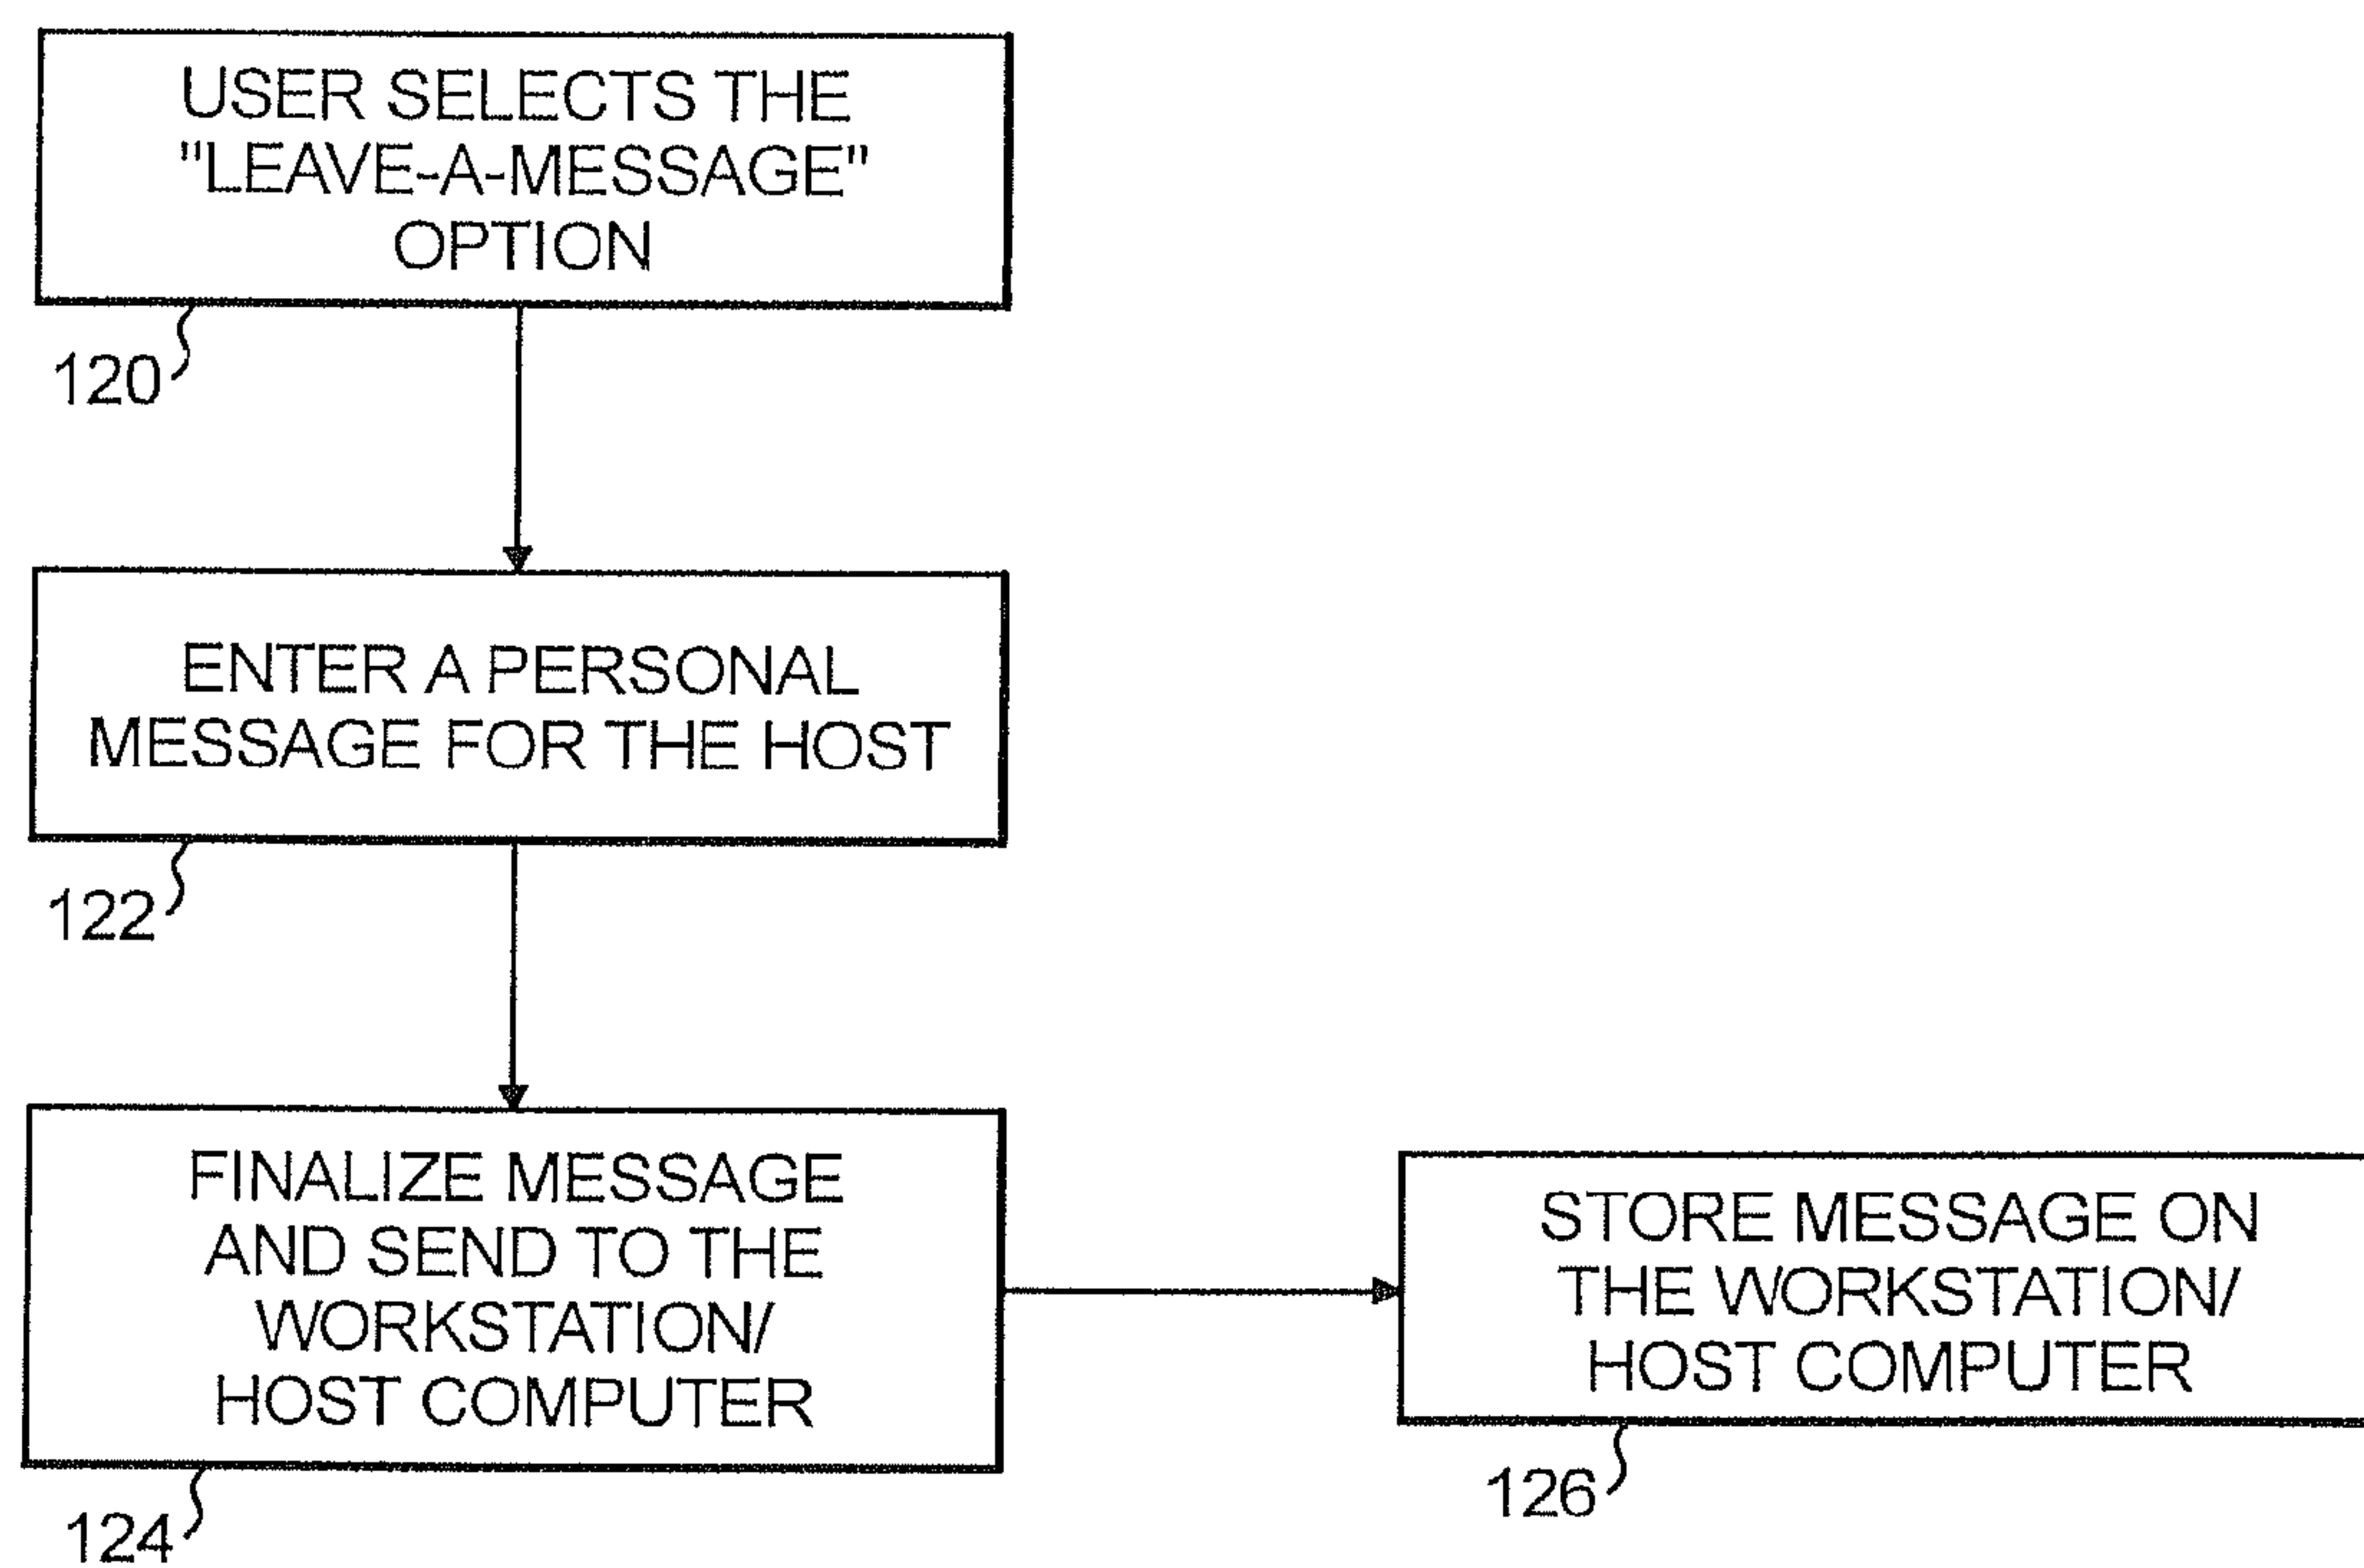 USER SELECTS THE
"LEAVE-A-MESSAGE"
OPTION
120
ENTER A PERSONAL
MESSAGE FOR THE HOST
122
FINALIZE MESSAGE
AND SEND TO THE
WORKSTATION/
HOST COMPUTER
124
STORE MESSAGE ON
THE WORKSTATION/
HOST COMPUTER
126